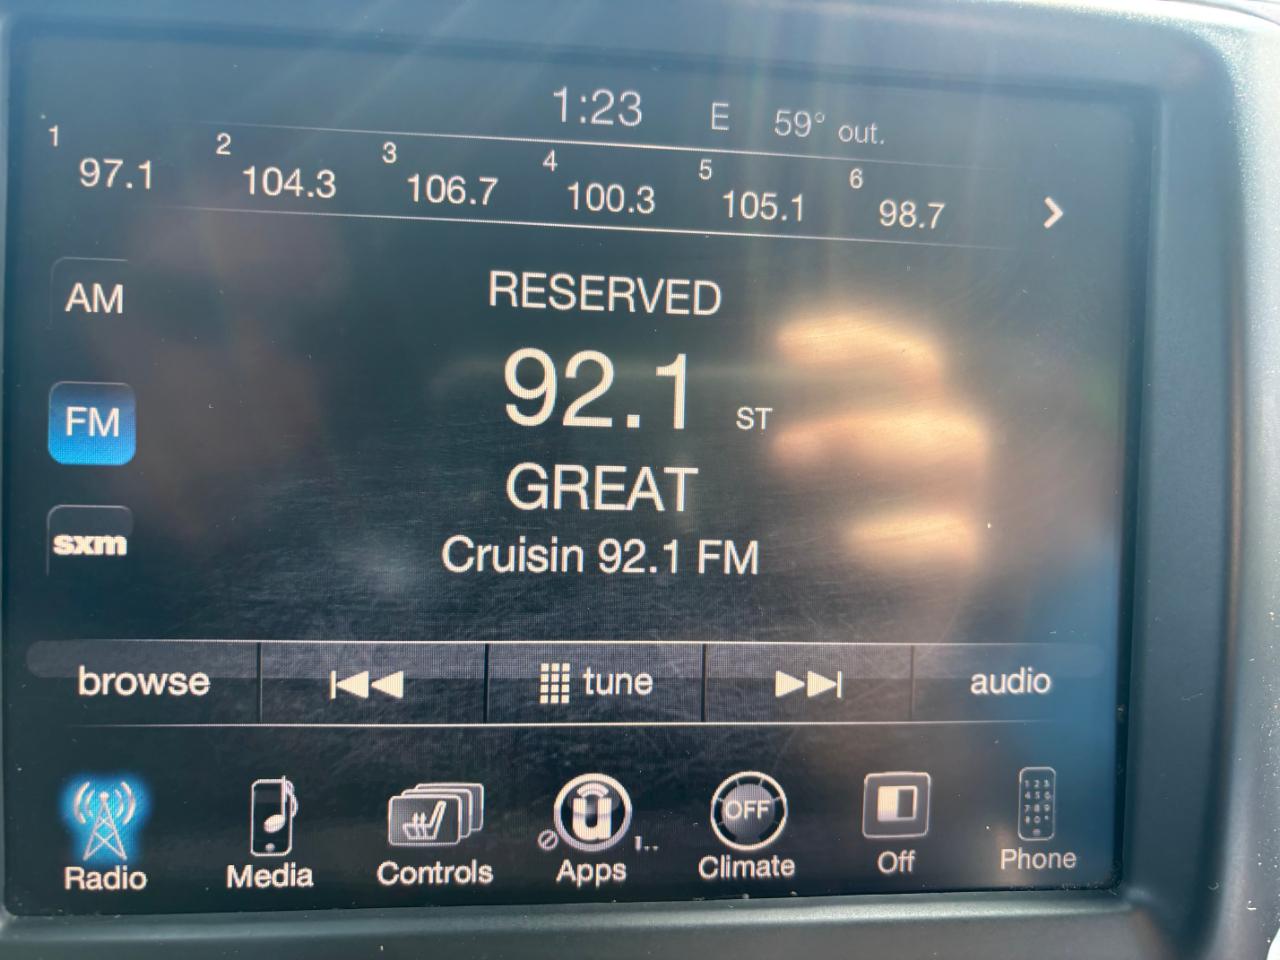 1:23 E 59° out.
1 97.1 2 104.3 3 106.7 4 100.3 5 105.1 6 98.7
AM
RESERVED
FM
92.1 ST
GREAT
sxm
Cruisin 92.1 FM
browse tune audio
OFF
1..
Radio Media Controls Apps Climate Off Phone